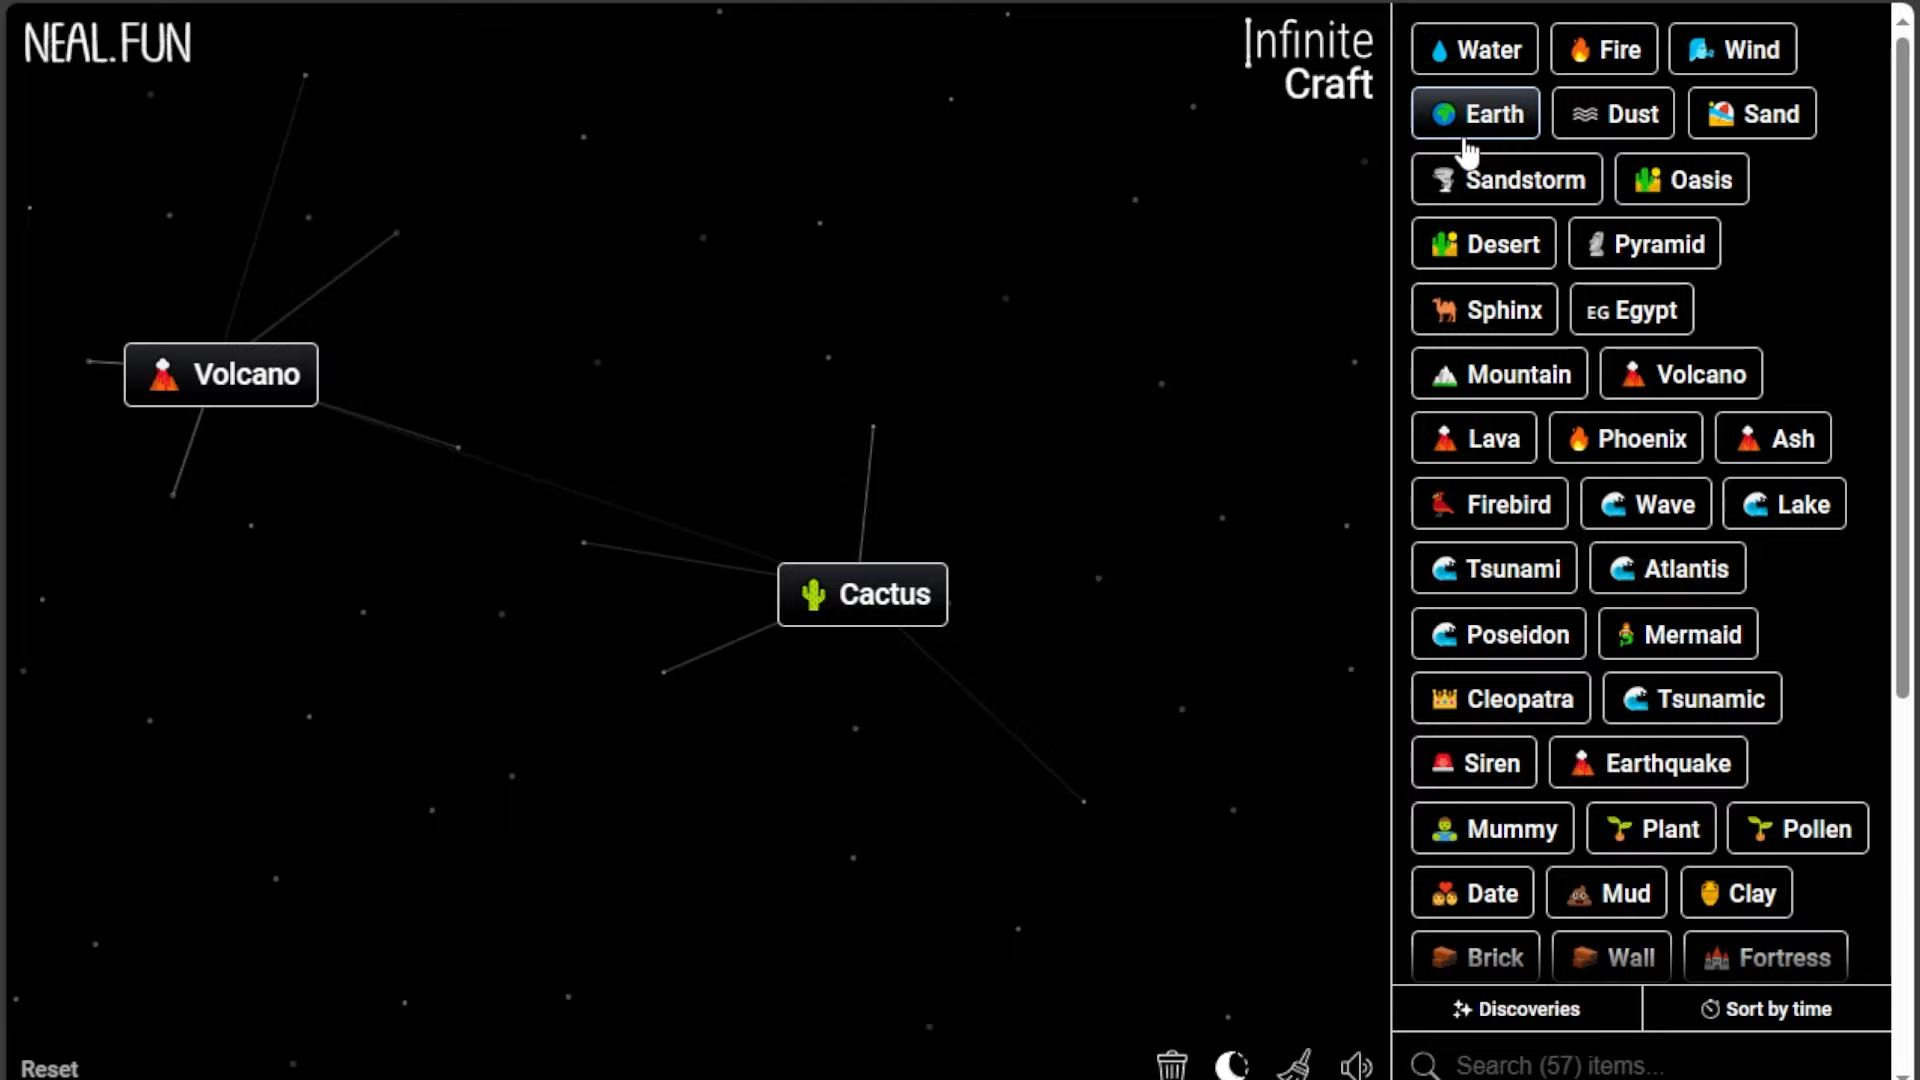 NEAL.FUN
Infinite
Craft
Volcano
Cactus
Reset
Water Fire Wind
Earth Dust Sand
Sandstorm Oasis
Desert Pyramid
Sphinx EG Egypt
Mountain Volcano
Lava Phoenix Ash
Firebird Wave Lake
Tsunami Atlantis
Poseidon Mermaid
Cleopatra Tsunamic
Siren Earthquake
Mummy Plant Pollen
Date Mud Clay
Brick Wall Fortress
Discoveries Sort by time
Search (57) items...